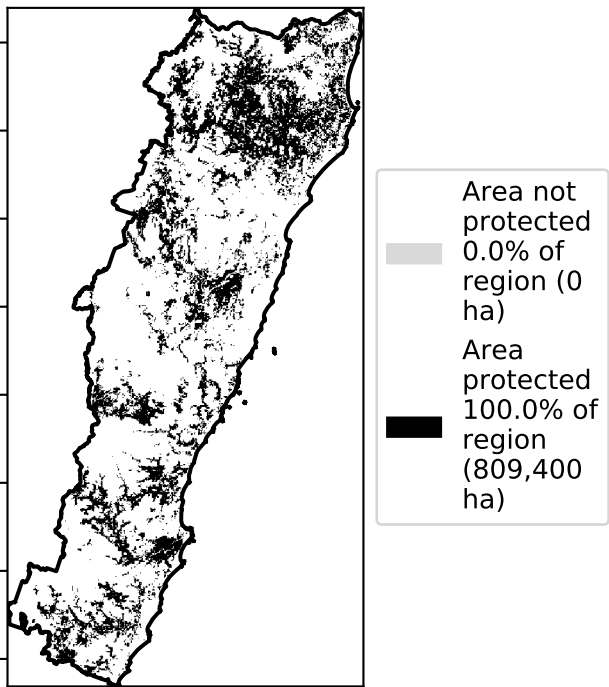 Area not
protected
0.0% of
region (0
ha)
Area
protected
100.0% of
region
(809,400
ha)